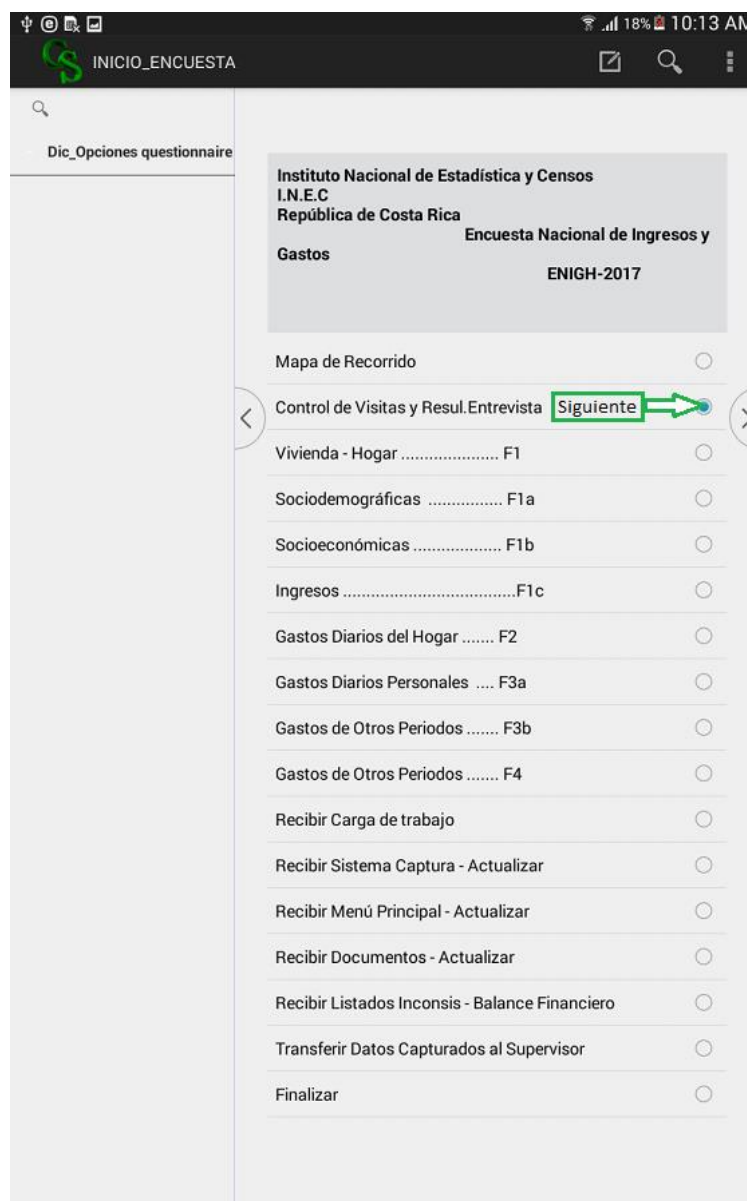 18% 10:13 AM
CS INICIO_ENCUESTA
Dic_Opciones questionnaire
Instituto Nacional de Estadística y Censos
I.N.E.C
República de Costa Rica
Encuesta Nacional de Ingresos y
Gastos
ENIGH-2017
Mapa de Recorrido
Control de Visitas y Resul.Entrevista Siguiente
Vivienda - Hogar ..................... F1
Sociodemográficas ................ F1a
Socioeconómicas ................... F1b
Ingresos .....................................F1c
Gastos Diarios del Hogar ....... F2
Gastos Diarios Personales .... F3a
Gastos de Otros Periodos ....... F3b
Gastos de Otros Periodos ....... F4
Recibir Carga de trabajo
Recibir Sistema Captura - Actualizar
Recibir Menú Principal - Actualizar
Recibir Documentos - Actualizar
Recibir Listados Inconsis - Balance Financiero
Transferir Datos Capturados al Supervisor
Finalizar